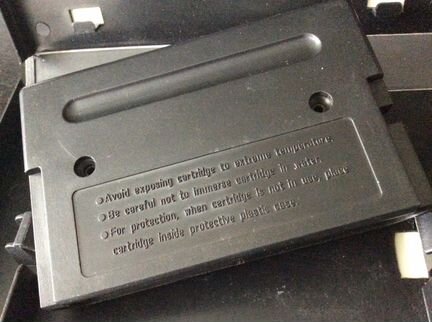 ● Avoid exposing cartridge to extreme temperature.
● Be careful not to immerse cartridge in water.
● For protection, when cartridge is not in use, place
cartridge inside protective plastic case.